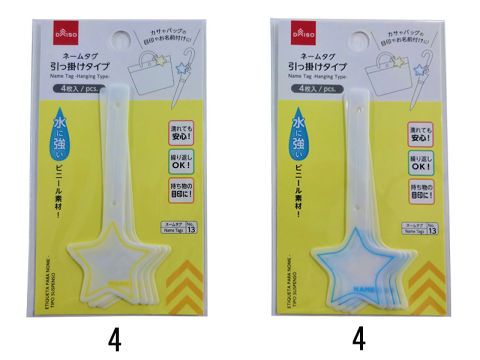 DAISO
カサやバッグの
目印やお名前付けに!
ネームタグ
引っ掛けタイプ
Name Tag -Hanging Type-
4枚入 / pcs.
水に強い
ビニール素材!
濡れても
安心!
繰り返し
OK!
持ち物の
目印に!
ネームタグ
Name Tags
No.
13
NAME
ETIQUETA PARA NOME -
TIPO SUSPENSO
4
DAISO
カサやバッグの
目印やお名前付けに!
ネームタグ
引っ掛けタイプ
Name Tag -Hanging Type-
4枚入 / pcs.
水に強い
ビニール素材!
濡れても
安心!
繰り返し
OK!
持ち物の
目印に!
ネームタグ
Name Tags
No.
13
NAME
ETIQUETA PARA NOME -
TIPO SUSPENSO
4